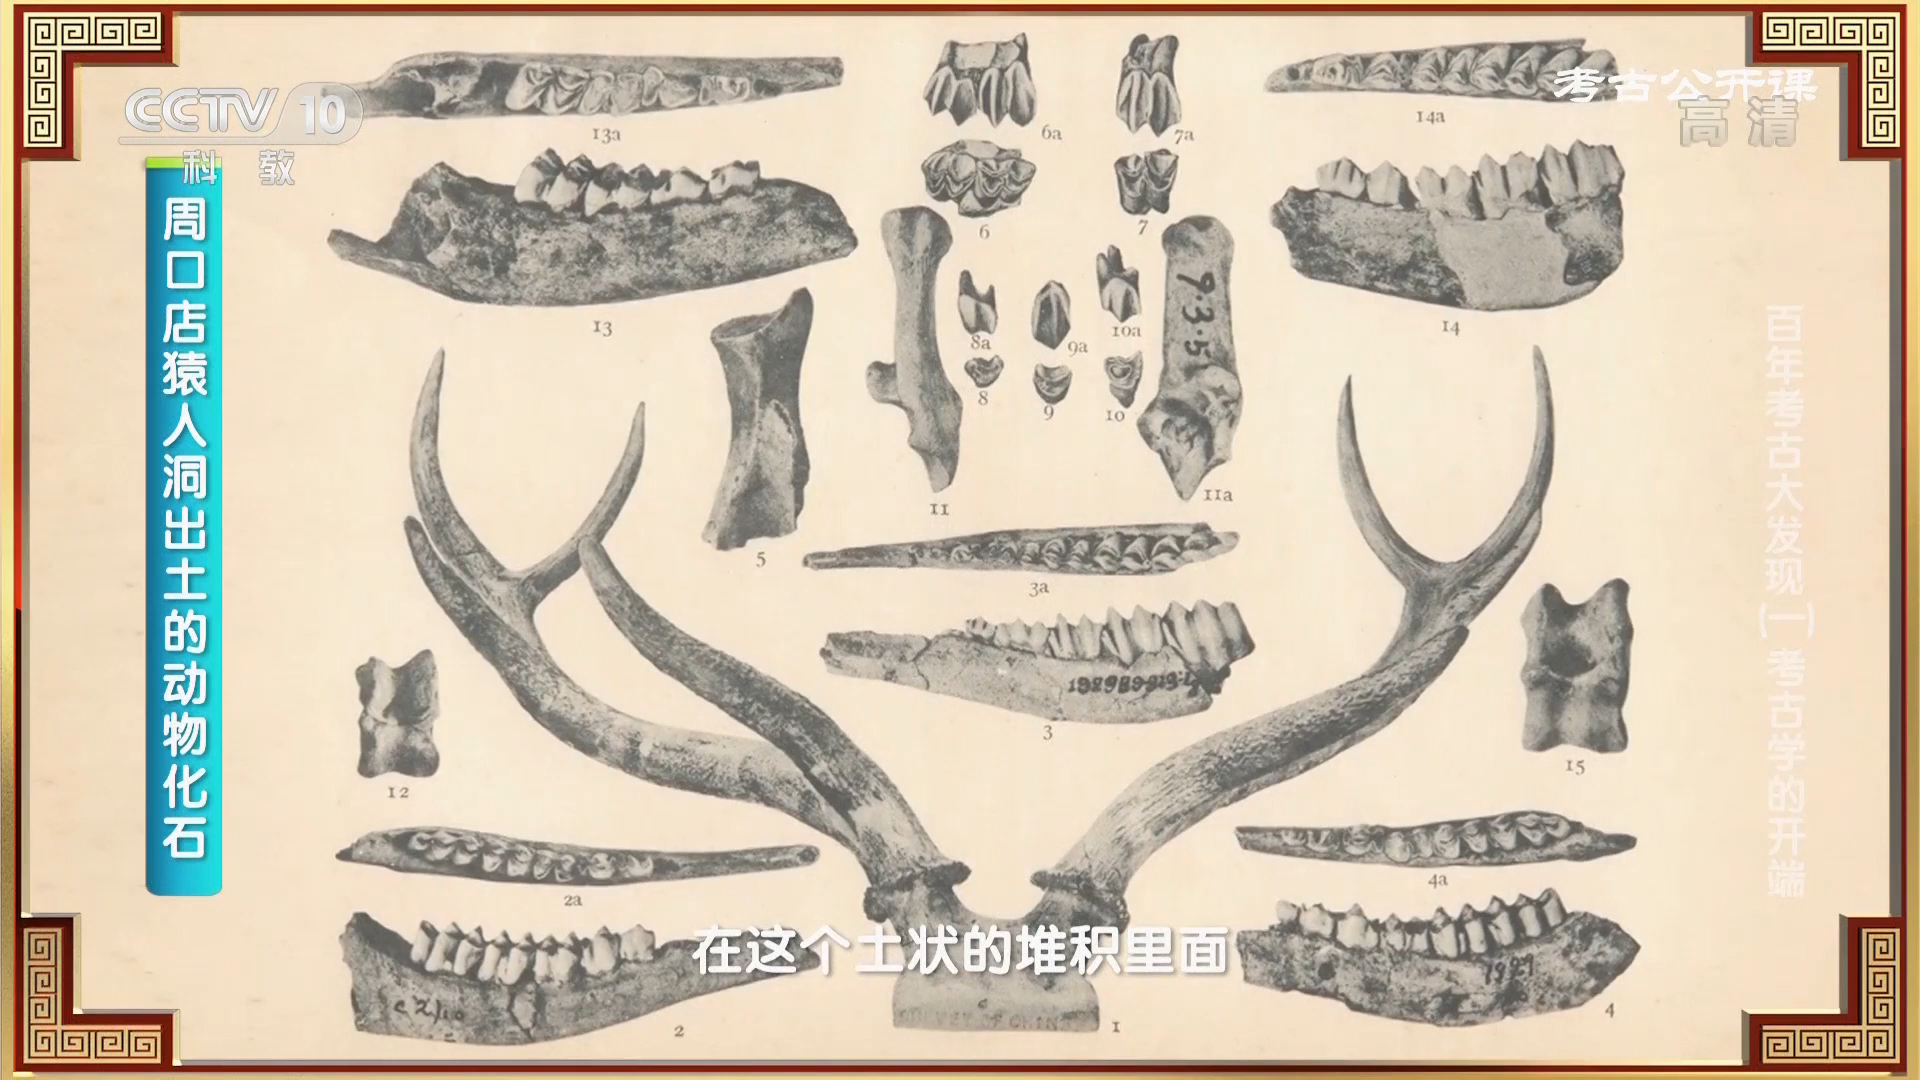 CCTV 10
科 教
考古公开课
高 清
周口店猿人洞出土的动物化石
百年考古大发现(一)考古学的开端
13a
6a
7a
14a
6
7
13
14
8a
9a
10a
9·3·5
8
9
10
11
11a
5
3a
3
12
15
2a
4a
C 2/10
1929
在这个土状的堆积里面
2
1
4